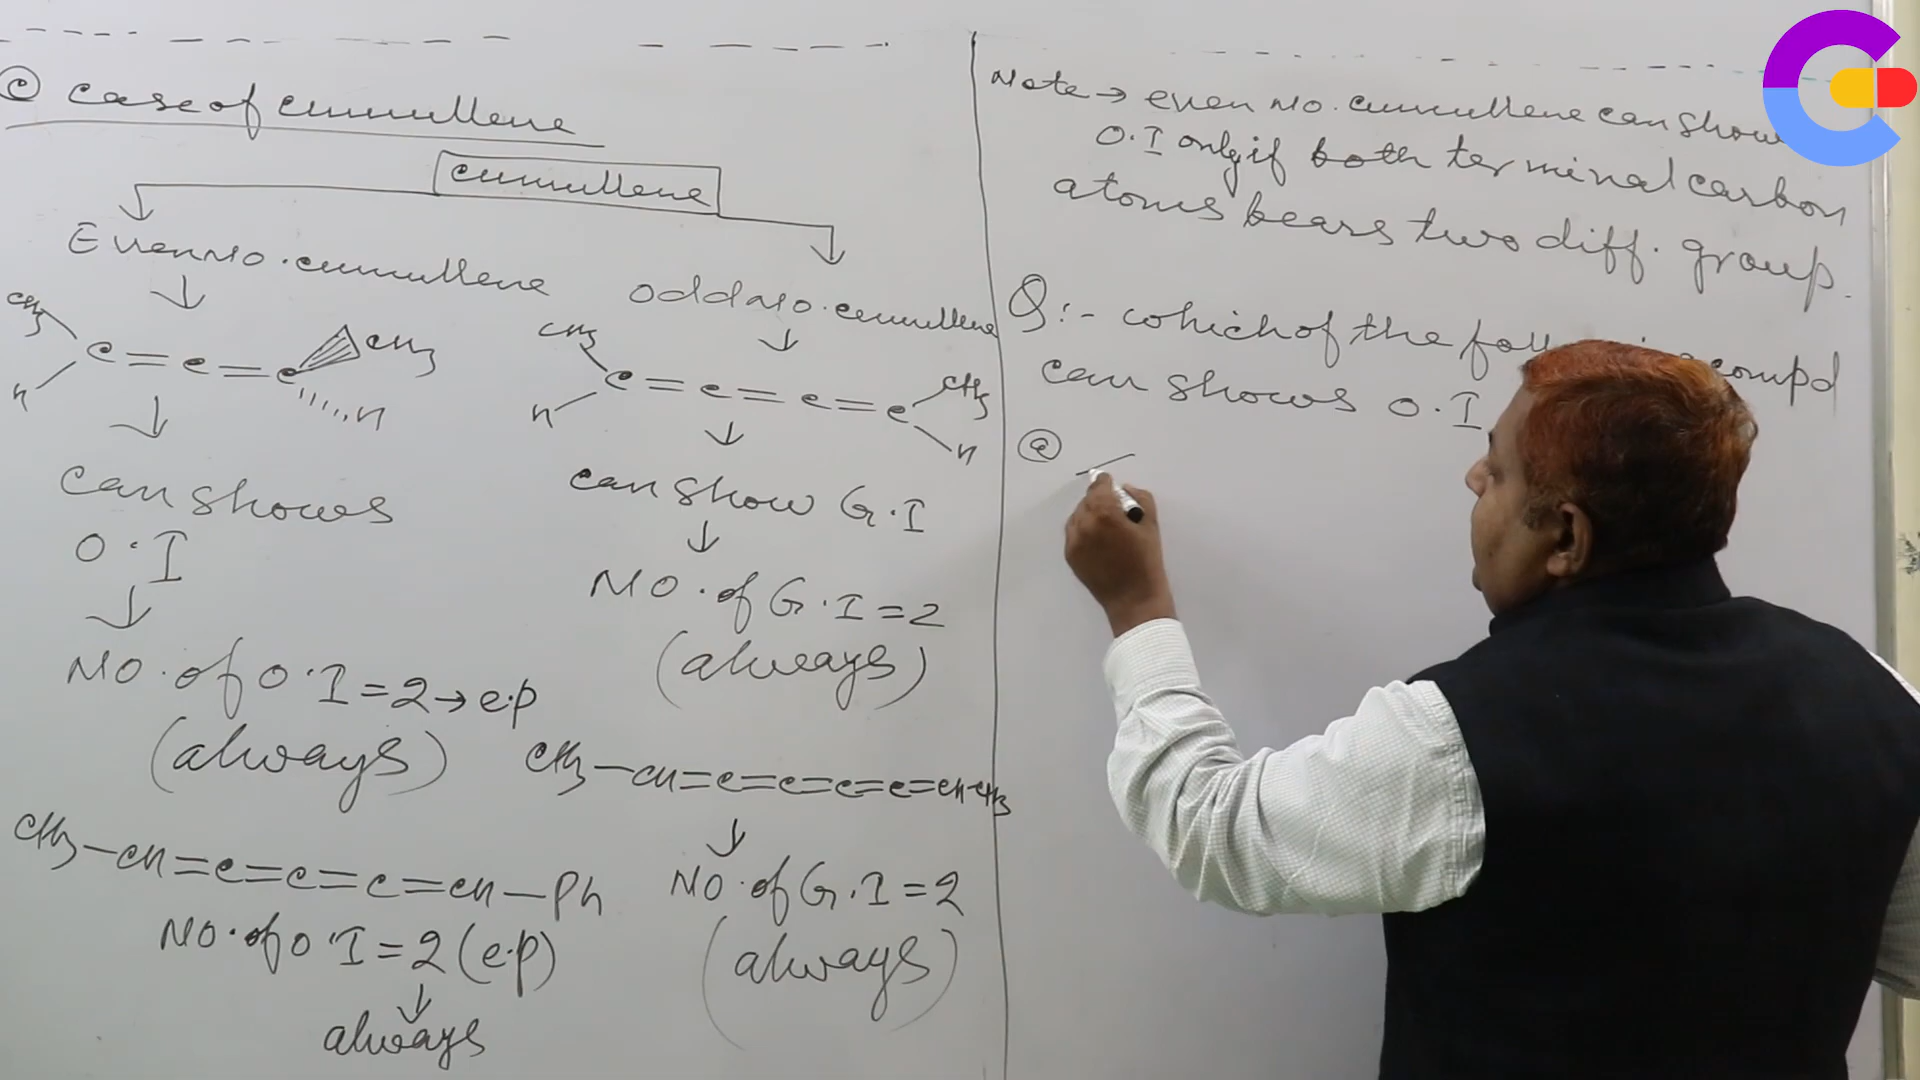 © case of cumullene
cumullene
Even no. cumullene
CH3
C=C=C
CH3
H
H
can shows
O.I
No. of O.I = 2 → e.p
(always)
CH3-CH=C=C=C=CH-Ph
No. of O.I = 2 (e.p)
always
odd no. cumullene
CH3
C=C=C=C
CH3
H
H
can show G.I
No. of G.I = 2
(always)
CH3-CH=C=C=C=C=CH-CH3
No. of G.I = 2
(always)
Note → even no. cumullene can show
O.I only if both terminal carbon
atoms bears two diff. group.
Q:- which of the compd
can shows O.I
@